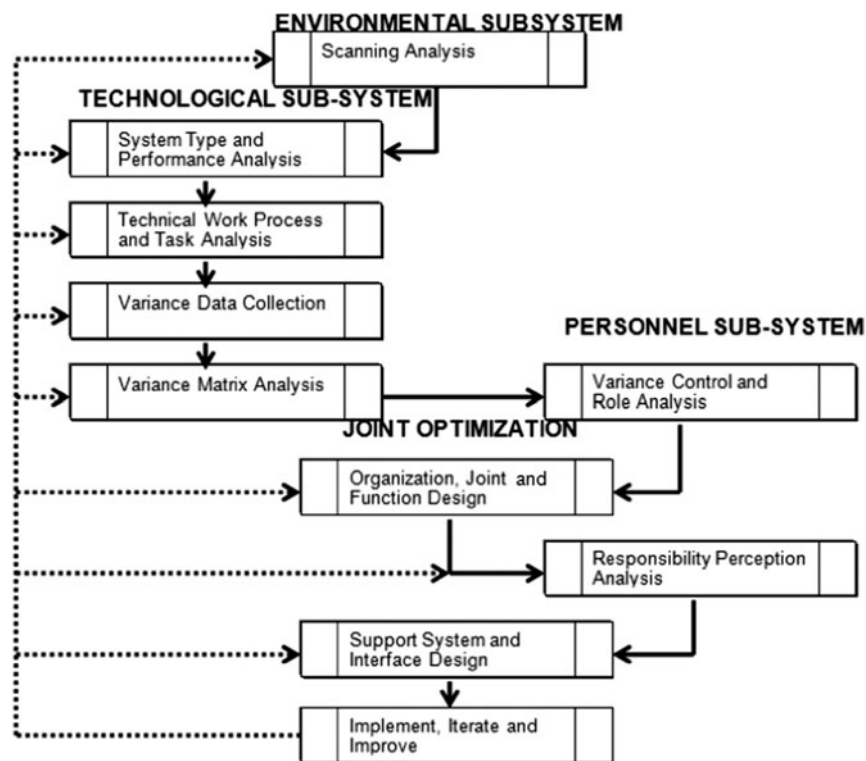 ENVIRONMENTAL SUBSYSTEM
Scanning Analysis
TECHNOLOGICAL SUB-SYSTEM
System Type and
Performance Analysis
Technical Work Process
and Task Analysis
Variance Data Collection
PERSONNEL SUB-SYSTEM
Variance Matrix Analysis
Variance Control and
Role Analysis
JOINT OPTIMIZATION
Organization, Joint and
Function Design
Responsibility Perception
Analysis
Support System and
Interface Design
Implement, Iterate and
Improve